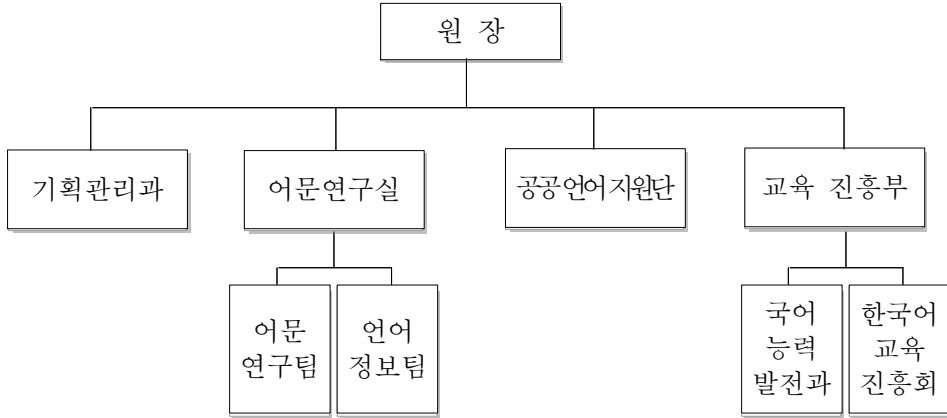 원 장
기획관리과
어문연구실
공공언어지원단
교육 진흥부
어문
연구팀
언어
정보팀
국어
능력
발전과
한국어
교육
진흥회